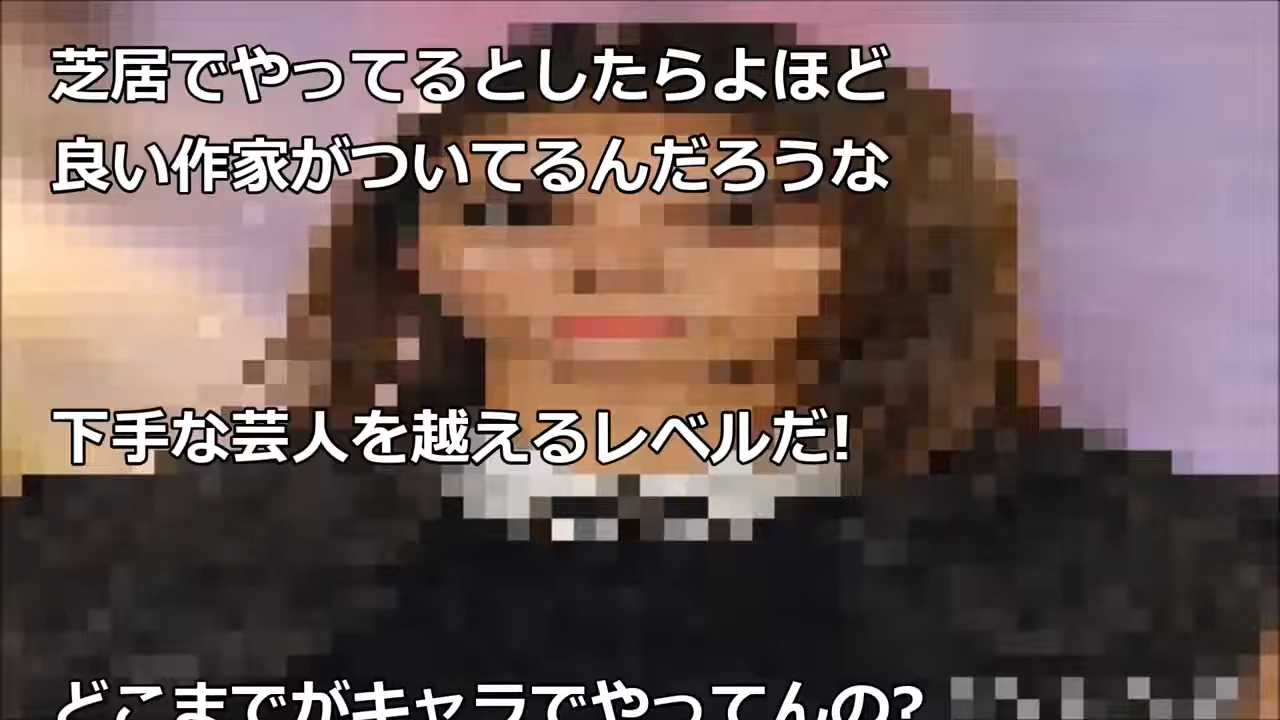 芝居でやってるとしたらよほど
良い作家がついてるんだろうな
下手な芸人を越えるレベルだ!
どこまでがキャラでやってんの?